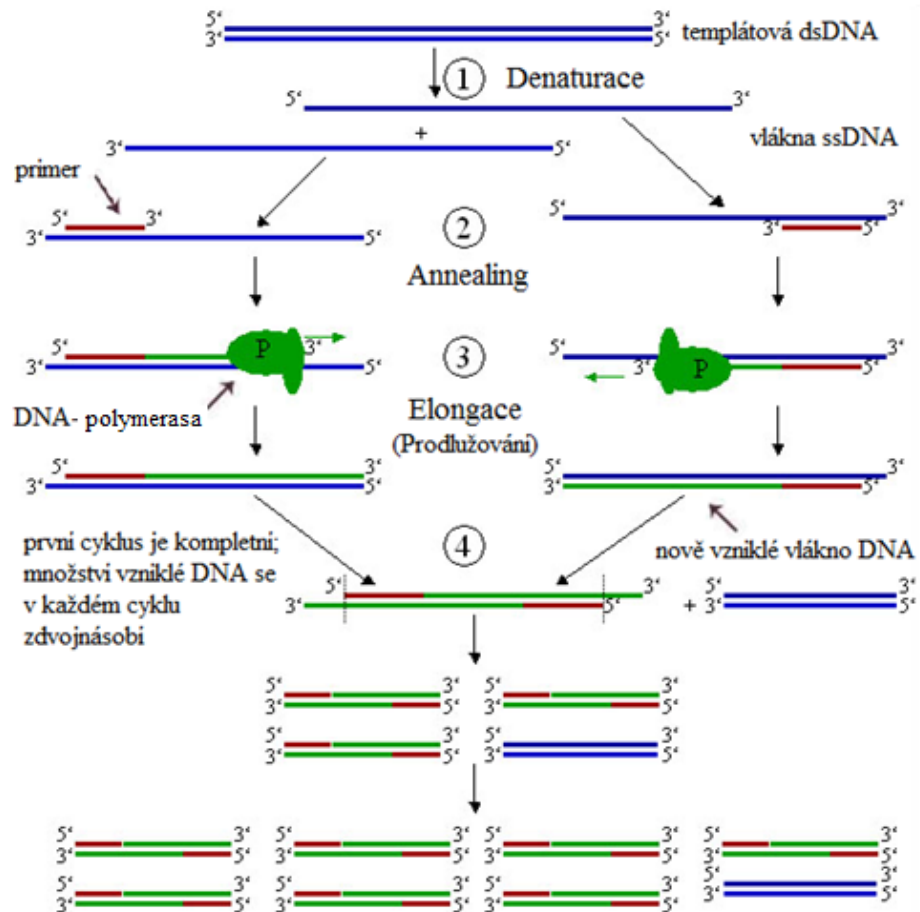 5‘ 3‘
3‘ 5‘ templátová dsDNA
1 Denaturace
5‘ 3‘
+
3‘ 5‘ vlákna ssDNA
primer
5‘ 3‘
3‘ 5‘
2
3‘
3‘ 5‘
5‘
Annealing
5‘ P 3‘
3‘ 5‘
3
5‘ 3‘
3‘ P 5‘
DNA- polymerasa
Elongace
(Prodlužování)
5‘ 3‘
3‘ 5‘
5‘ 3‘
3‘ 5‘
první cyklus je kompletní;
množství vzniklé DNA se
v každém cyklu
zdvojnásobí
4
nově vzniklé vlákno DNA
5‘ 3‘
3‘ 5‘
+
5‘ 3‘
3‘ 5‘
5‘ 3‘ 5‘ 3‘
3‘ 5‘ 3‘ 5‘
5‘ 3‘ 5‘ 3‘
3‘ 5‘ 3‘ 5‘
5‘ 3‘ 5‘ 3‘ 5‘ 3‘ 5‘ 3‘
3‘ 5‘ 3‘ 5‘ 3‘ 5‘ 3‘ 5‘
5‘ 3‘ 5‘ 3‘ 5‘ 3‘ 5‘ 3‘
3‘ 5‘ 3‘ 5‘ 3‘ 5‘ 3‘ 5‘